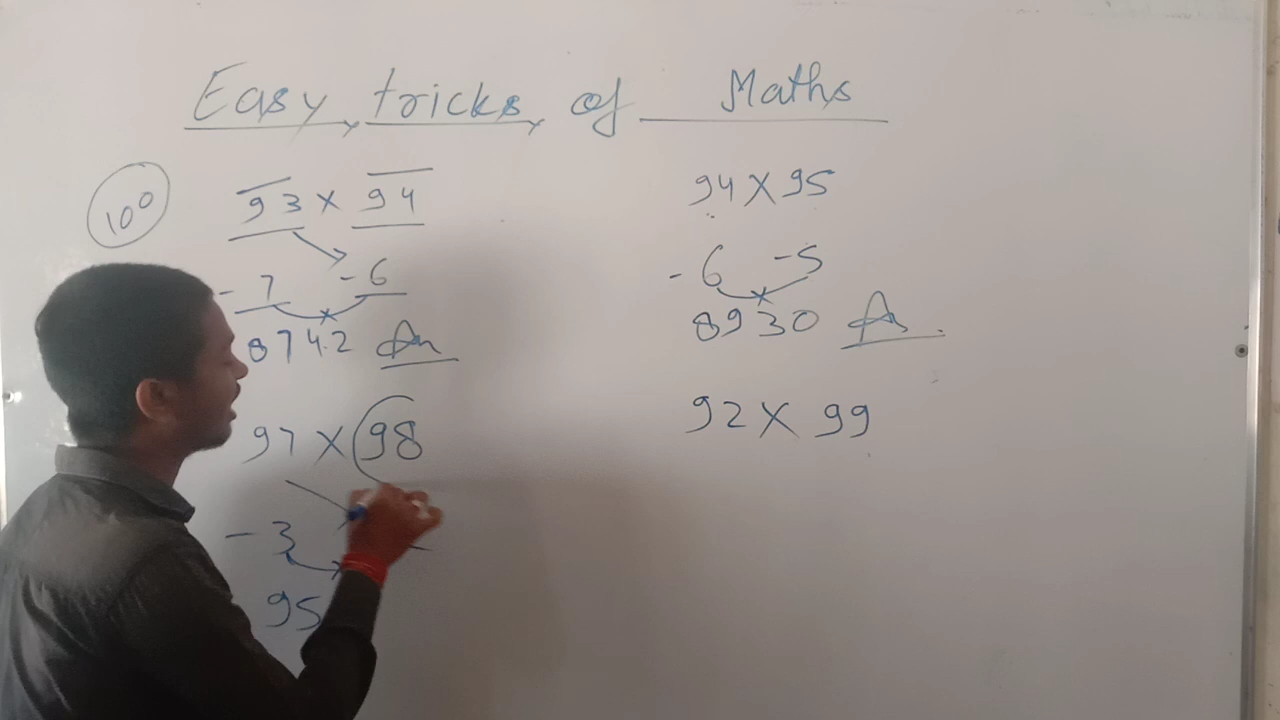 Easy tricks of Maths
100
93 x 94
-7 -6
8742 An
97 x 98
-3
95
94 x 95
-6 x -5
8930 A
92 x 99